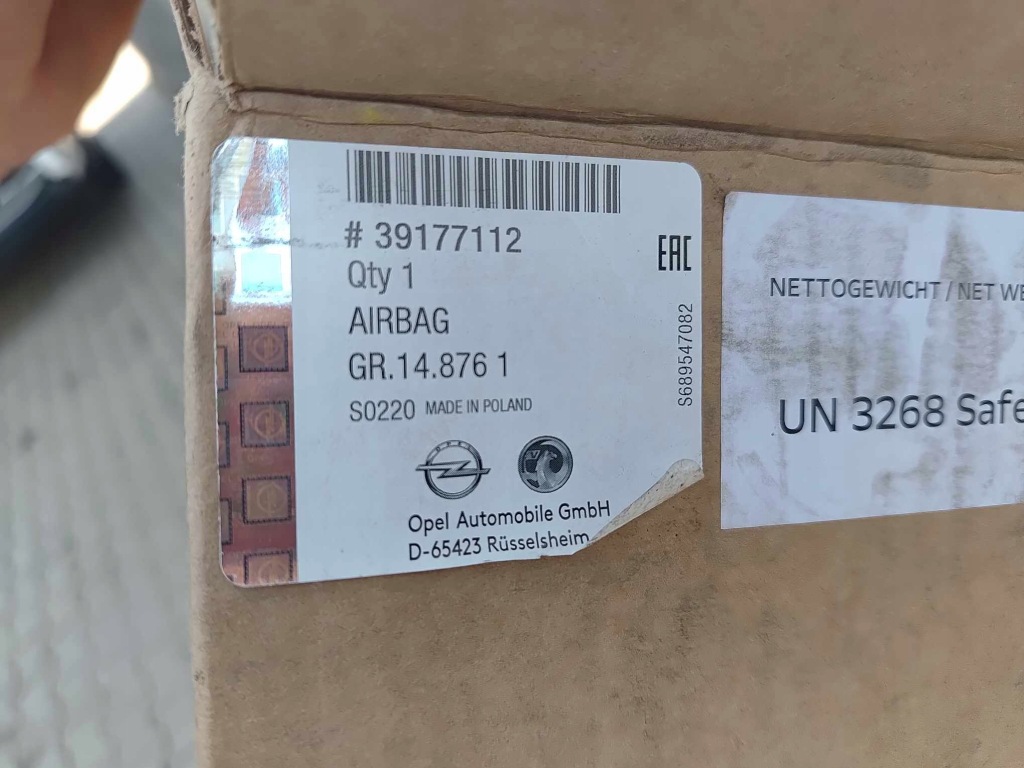 # 39177112
Qty 1
AIRBAG
GR.14.876 1
S0220 MADE IN POLAND
EAC
S689547082
OPEL
Opel Automobile GmbH
D-65423 Rüsselsheim
NETTOGEWICHT / NET WE
UN 3268 Safe